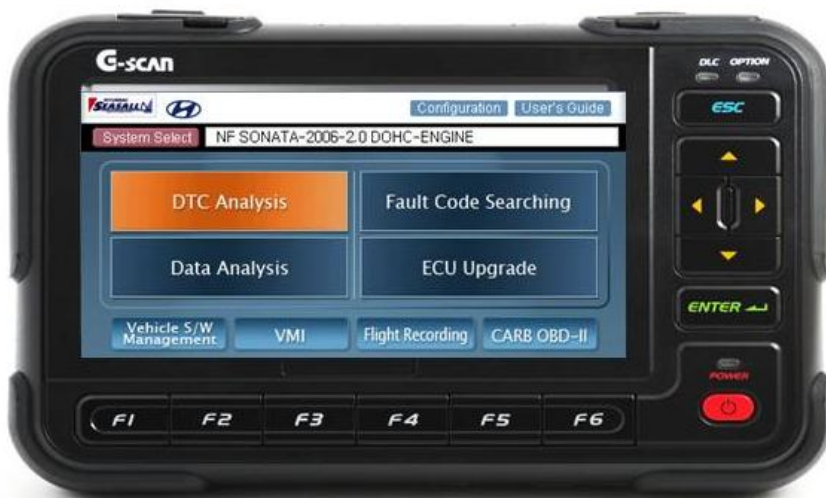 G-scan
DLC OPTION
SEASALL
Configuration User's Guide
ESC
System Select NF SONATA-2006-2.0 DOHC-ENGINE
DTC Analysis Fault Code Searching
Data Analysis ECU Upgrade
ENTER
Vehicle S/W
Management VMI Flight Recording CARB OBD-II
POWER
F1 F2 F3 F4 F5 F6